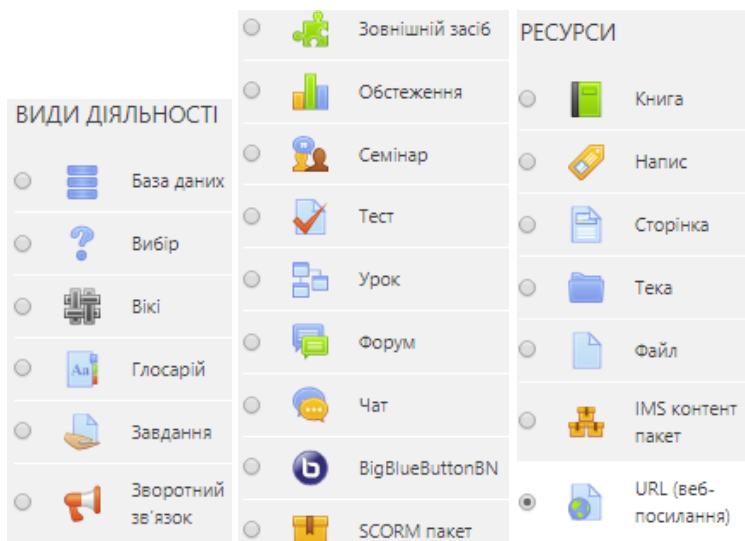 ВИДИ ДІЯЛЬНОСТІ
База даних
Вибір
Вікі
Глосарій
Завдання
Зворотний
зв'язок
Зовнішній засіб
Обстеження
Семінар
Тест
Урок
Форум
Чат
BigBlueButtonBN
SCORM пакет
РЕСУРСИ
Книга
Напис
Сторінка
Тека
Файл
IMS контент
пакет
URL (веб-
посилання)